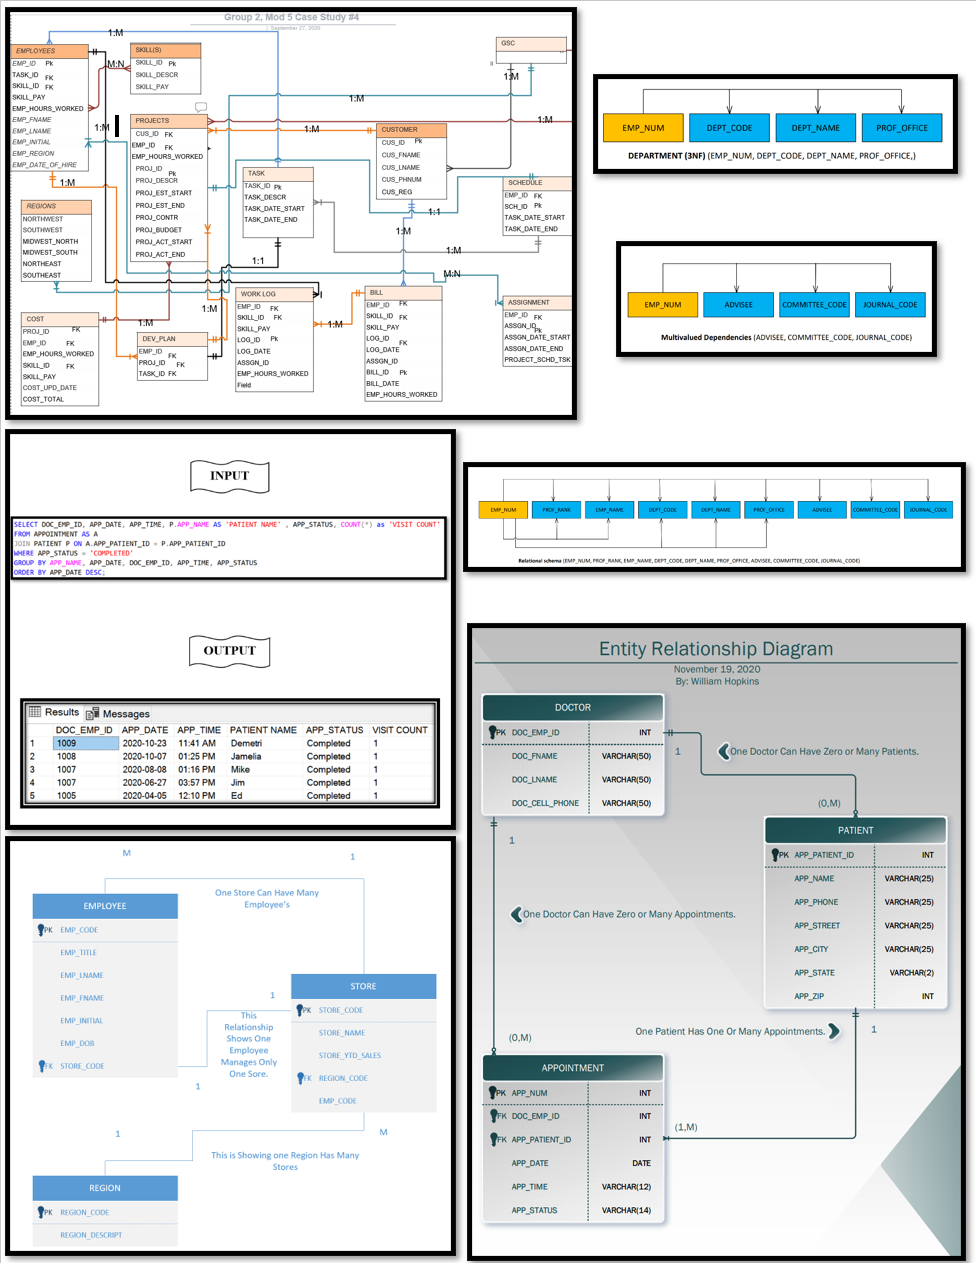 Group 2, Mod 5 Case Study #4
September 27, 2020
EMPLOYEES
EMP_ID Pk
TASK_ID FK
SKILL_ID FK
SKILL_PAY
EMP_HOURS_WORKED
EMP_FNAME
EMP_LNAME
EMP_INITIAL
EMP_REGION
EMP_DATE_OF_HIRE
1:M
SKILL(S)
SKILL_ID Pk
SKILL_DESCR
SKILL_PAY
M:N
1:M
1:M
GSC
1:M
1:M
PROJECTS
CUS_ID FK
EMP_ID FK
EMP_HOURS_WORKED
PROJ_ID Pk
PROJ_DESCR
PROJ_EST_START
PROJ_EST_END
PROJ_CONTR
PROJ_BUDGET
PROJ_ACT_START
PROJ_ACT_END
1:M
1:M
CUSTOMER
CUS_ID Pk
CUS_FNAME
CUS_LNAME
CUS_PHNUM
CUS_REG
TASK
TASK_ID Pk
TASK_DESCR
TASK_DATE_START
TASK_DATE_END
SCHEDULE
EMP_ID FK
SCH_ID Pk
TASK_DATE_START
TASK_DATE_END
1:M
1:1
1:M
1:M
1:1
M:N
REGIONS
NORTHWEST
SOUTHWEST
MIDWEST_NORTH
MIDWEST_SOUTH
NORTHEAST
SOUTHEAST
COST
PROJ_ID FK
EMP_ID FK
EMP_HOURS_WORKED
SKILL_ID FK
SKILL_PAY
COST_UPD_DATE
COST_TOTAL
1:M
1:M
1:M
DEV_PLAN
EMP_ID FK
PROJ_ID FK
TASK_ID FK
WORK LOG
EMP_ID FK
SKILL_ID FK
SKILL_PAY
LOG_ID Pk
LOG_DATE
ASSGN_ID
EMP_HOURS_WORKED
Field
BILL
EMP_ID FK
SKILL_ID FK
SKILL_PAY
LOG_ID FK
LOG_DATE
ASSGN_ID
BILL_ID Pk
BILL_DATE
EMP_HOURS_WORKED
ASSIGNMENT
EMP_ID FK
ASSGN_ID Pk
ASSGN_DATE_START
ASSGN_DATE_END
PROJECT_SCHD_TSK
EMP_NUM DEPT_CODE DEPT_NAME PROF_OFFICE
DEPARTMENT (3NF) (EMP_NUM, DEPT_CODE, DEPT_NAME, PROF_OFFICE,)
EMP_NUM ADVISEE COMMITTEE_CODE JOURNAL_CODE
Multivalued Dependencies (ADVISEE, COMMITTEE_CODE, JOURNAL_CODE)
INPUT
SELECT DOC_EMP_ID, APP_DATE, APP_TIME, P.APP_NAME AS 'PATIENT NAME' , APP_STATUS, COUNT(*) as 'VISIT COUNT'
FROM APPOINTMENT AS A
JOIN PATIENT P ON A.APP_PATIENT_ID = P.APP_PATIENT_ID
WHERE APP_STATUS = 'COMPLETED'
GROUP BY APP_NAME, APP_DATE, DOC_EMP_ID, APP_TIME, APP_STATUS
ORDER BY APP_DATE DESC;
OUTPUT
Results Messages
DOC_EMP_ID APP_DATE APP_TIME PATIENT NAME APP_STATUS VISIT COUNT
1 1009 2020-10-23 11:41 AM Demetri Completed 1
2 1008 2020-10-07 01:25 PM Jamelia Completed 1
3 1007 2020-08-08 01:16 PM Mike Completed 1
4 1007 2020-06-27 03:57 PM Jim Completed 1
5 1005 2020-04-05 12:10 PM Ed Completed 1
EMP_NUM PROF_RANK EMP_NAME DEPT_CODE DEPT_NAME PROF_OFFICE ADVISEE COMMITTEE_CODE JOURNAL_CODE
Relational schema (EMP_NUM, PROF_RANK, EMP_NAME, DEPT_CODE, DEPT_NAME, PROF_OFFICE, ADVISEE, COMMITTEE_CODE, JOURNAL_CODE)
M
1
One Store Can Have Many
Employee's
EMPLOYEE
PK EMP_CODE
EMP_TITLE
EMP_LNAME
EMP_FNAME
EMP_INITIAL
EMP_DOB
FK STORE_CODE
1
This
Relationship
Shows One
Employee
Manages Only
One Sore.
1
STORE
PK STORE_CODE
STORE_NAME
STORE_YTD_SALES
FK REGION_CODE
EMP_CODE
1
M
This is Showing one Region Has Many
Stores
REGION
PK REGION_CODE
REGION_DESCRIPT
Entity Relationship Diagram
November 19, 2020
By: William Hopkins
DOCTOR
PK DOC_EMP_ID INT
DOC_FNAME VARCHAR(50)
DOC_LNAME VARCHAR(50)
DOC_CELL_PHONE VARCHAR(50)
1
One Doctor Can Have Zero or Many Patients.
(0,M)
1
PATIENT
PK APP_PATIENT_ID INT
APP_NAME VARCHAR(25)
APP_PHONE VARCHAR(25)
APP_STREET VARCHAR(25)
APP_CITY VARCHAR(25)
APP_STATE VARCHAR(2)
APP_ZIP INT
One Doctor Can Have Zero or Many Appointments.
One Patient Has One Or Many Appointments.
1
(0,M)
APPOINTMENT
PK APP_NUM INT
FK DOC_EMP_ID INT
FK APP_PATIENT_ID INT
APP_DATE DATE
APP_TIME VARCHAR(12)
APP_STATUS VARCHAR(14)
(1,M)